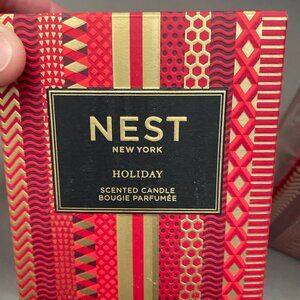 NEST
NEW YORK
HOLIDAY
SCENTED CANDLE
BOUGIE PARFUMÉE